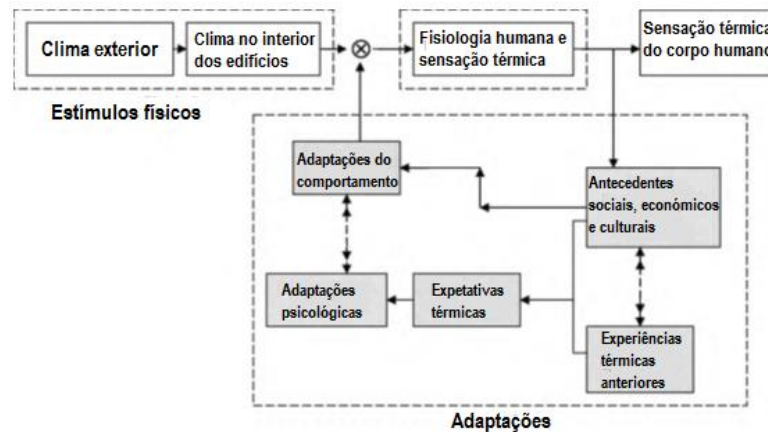 Clima exterior
Clima no interior
dos edifícios
Fisiologia humana e
sensação térmica
Sensação térmica
do corpo humano
Estímulos físicos
Adaptações do
comportamento
Antecedentes
sociais, económicos
e culturais
Adaptações
psicológicas
Expetativas
térmicas
Experiências
térmicas
anteriores
Adaptações